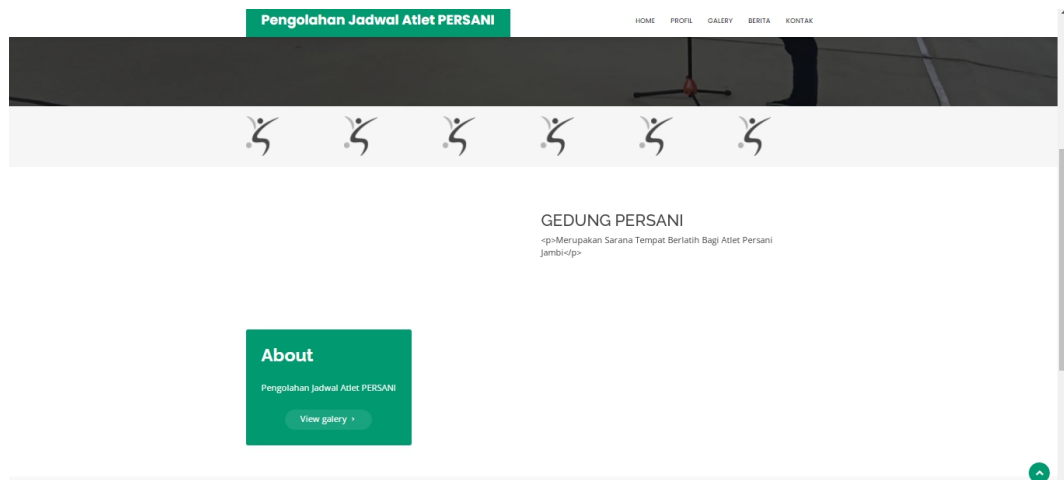 Pengolahan Jadwal Atlet PERSANI
HOME PROFIL GALERY BERITA KONTAK
GEDUNG PERSANI
<p>Merupakan Sarana Tempat Berlatih Bagi Atlet Persani
Jambi</p>
About
Pengolahan Jadwal Atlet PERSANI
View galery ›